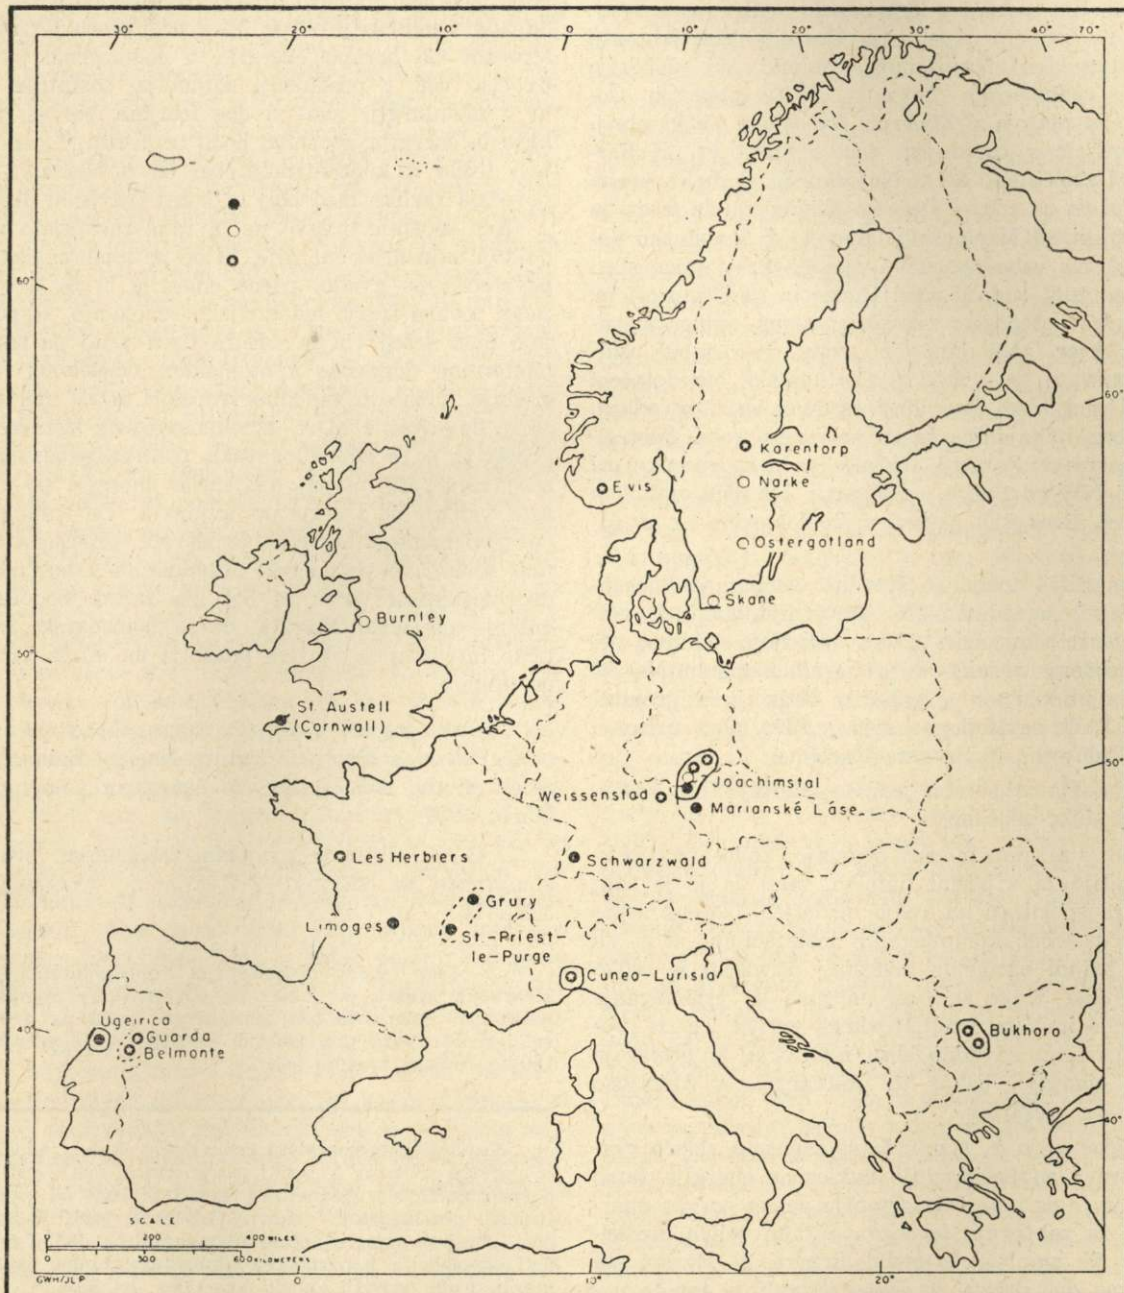 30° 20° 10° 0 10° 20° 30° 40° 70°
60°
60°
Karentorp
Evis
Narke
Ostergotland
Skane
Burnley
50°
St. Austell
(Cornwall)
50°
Joachimstal
Weissenstad
Marianské Láse
Les Herbiers
Schwarzwald
Grury
Limoges
St.-Priest-
le-Purge
Cuneo-Lurisia
Ugeirica
40°
Guarda
Bukhoro
Belmonte
40°
SCALE
0 200 400 MILES
0 300 600 KILOMETERS
GWH/JLP
0 10° 20°